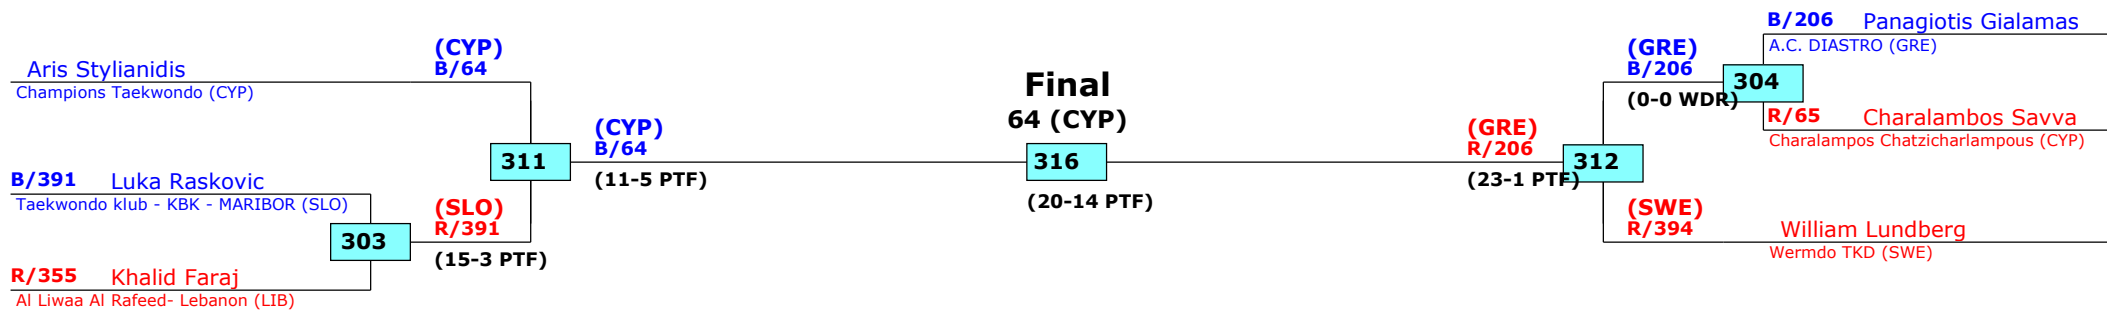 Aris Stylianidis
Champions Taekwondo (CYP)
(CYP)
B/64
B/391 Luka Raskovic
Taekwondo klub - KBK - MARIBOR (SLO)
303
R/355 Khalid Faraj
Al Liwaa Al Rafeed- Lebanon (LIB)
(SLO)
R/391
(15-3 PTF)
311
(CYP)
B/64
(11-5 PTF)
Final
64 (CYP)
316
(20-14 PTF)
(GRE)
R/206
(23-1 PTF)
312
(GRE)
B/206
(0-0 WDR)
304
B/206 Panagiotis Gialamas
A.C. DIASTRO (GRE)
R/65 Charalambos Savva
Charalampos Chatzicharlampous (CYP)
(SWE)
R/394
William Lundberg
Wermdo TKD (SWE)